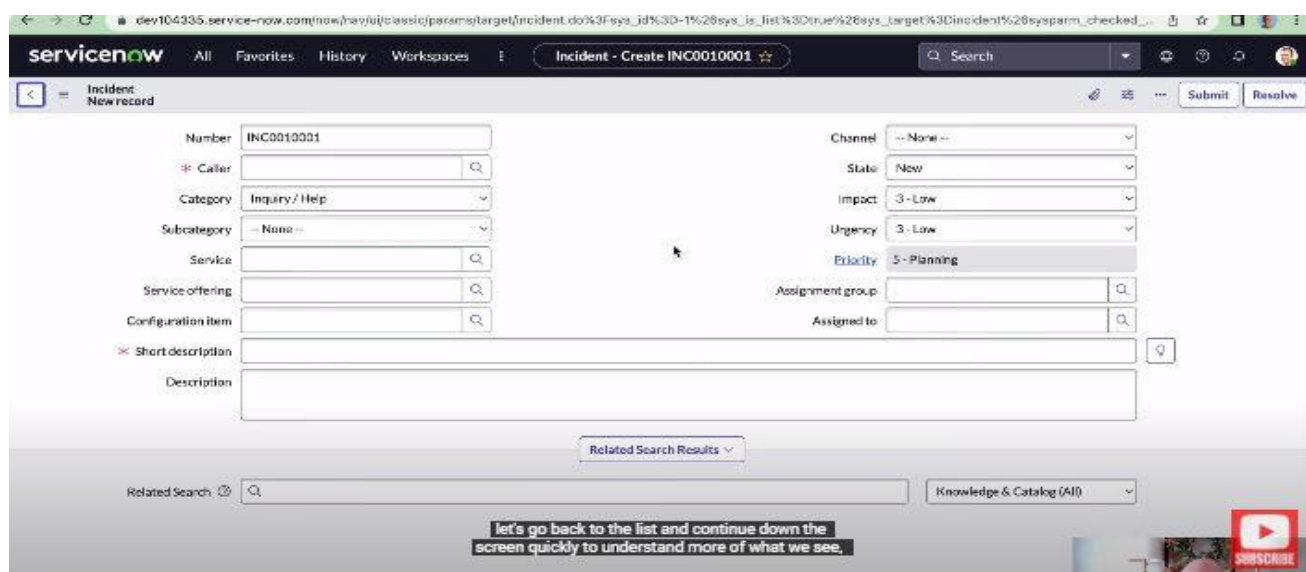 dev104335.service-now.com/now/nav/ui/classic/params/target/incident.do%3Fsys_id%3D-1%26sys_is_list%3Dtrue%26sys_target%3Dincident%26sysparm_checked_...
servicenow All Favorites History Workspaces Incident - Create INC0010001 Search
Incident
New record
Submit Resolve
Number INC0010001 Channel -- None --
* Caller State New
Category Inquiry / Help Impact 3 - Low
Subcategory -- None -- Urgency 3 - Low
Service Priority 5 - Planning
Service offering Assignment group
Configuration item Assigned to
* Short description
Description
Related Search Results
Related Search Knowledge & Catalog (All)
let's go back to the list and continue down the
screen quickly to understand more of what we see,
SUBSCRIBE